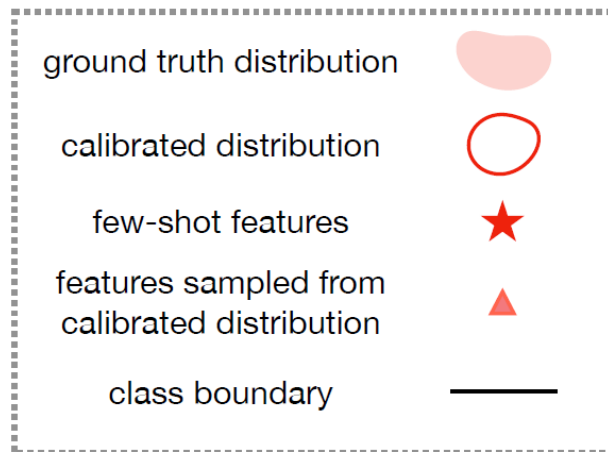 ground truth distribution
calibrated distribution
few-shot features
features sampled from
calibrated distribution
class boundary